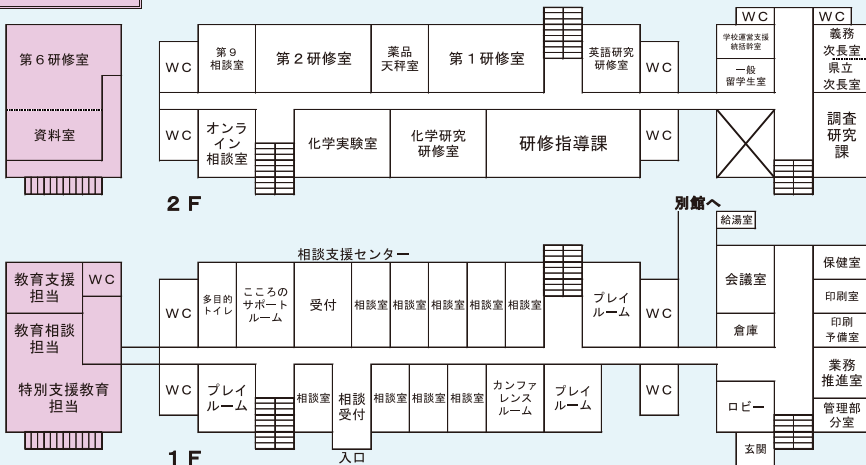 WC
WC
第６研修室
WC
第９
相談室
第２研修室
薬品
天秤室
第１研修室
英語研究
研修室
WC
学校運営支援
統括幹室
一般
留学生室
義務
次長室
県立
次長室
資料室
WC
オンラ
イン
相談室
化学実験室
化学研究
研修室
研修指導課
WC
調査
研究
課
２Ｆ
別館へ
給湯室
相談支援センター
教育支援
担当
WC
WC
多目的
トイレ
こころの
サポート
ルーム
受付
相談室
相談室
相談室
相談室
相談室
プレイ
ルーム
WC
会議室
保健室
印刷室
倉庫
印刷
予備室
教育相談
担当
特別支援教育
担当
WC
プレイ
ルーム
相談室
相談
受付
相談室
相談室
相談室
カンファ
レンス
ルーム
プレイ
ルーム
WC
ロビー
業務
推進室
管理部
分室
玄関
入口
１Ｆ